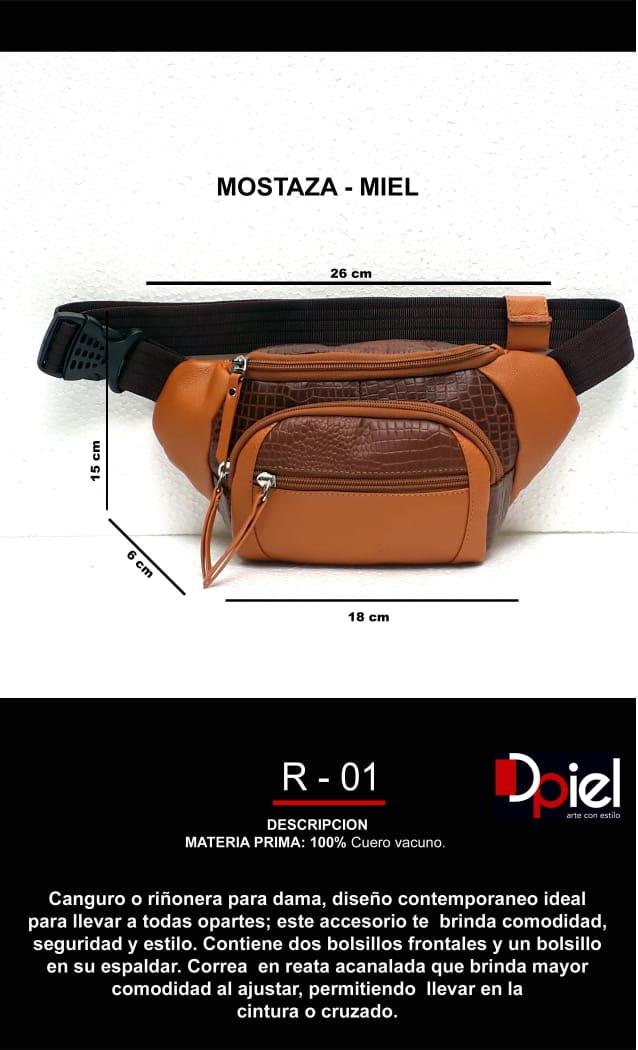 MOSTAZA - MIEL
26 cm
15 cm
6 cm
18 cm
R - 01
Dpiel
arte con estilo
DESCRIPCION
MATERIA PRIMA: 100% Cuero vacuno.
Canguro o riñonera para dama, diseño contemporaneo ideal
para llevar a todas opartes; este accesorio te brinda comodidad,
seguridad y estilo. Contiene dos bolsillos frontales y un bolsillo
en su espaldar. Correa en reata acanalada que brinda mayor
comodidad al ajustar, permitiendo llevar en la
cintura o cruzado.